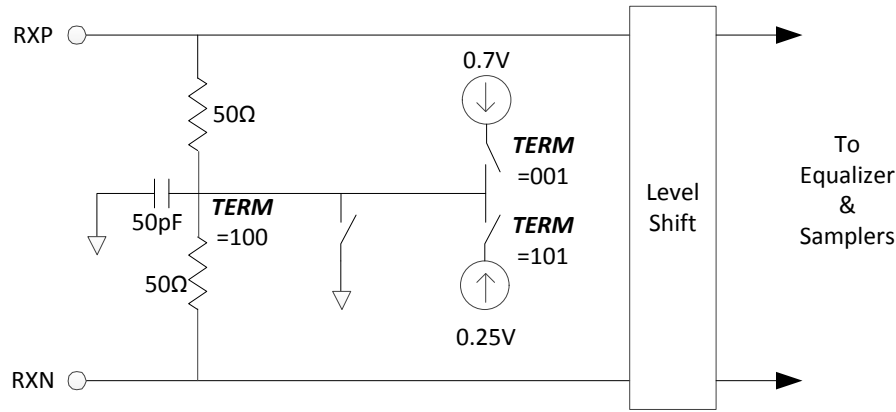 RXP
0.7V
50Ω
TERM
=001
To
Equalizer
&
Samplers
Level
Shift
50pF
TERM
=100
TERM
=101
50Ω
0.25V
RXN